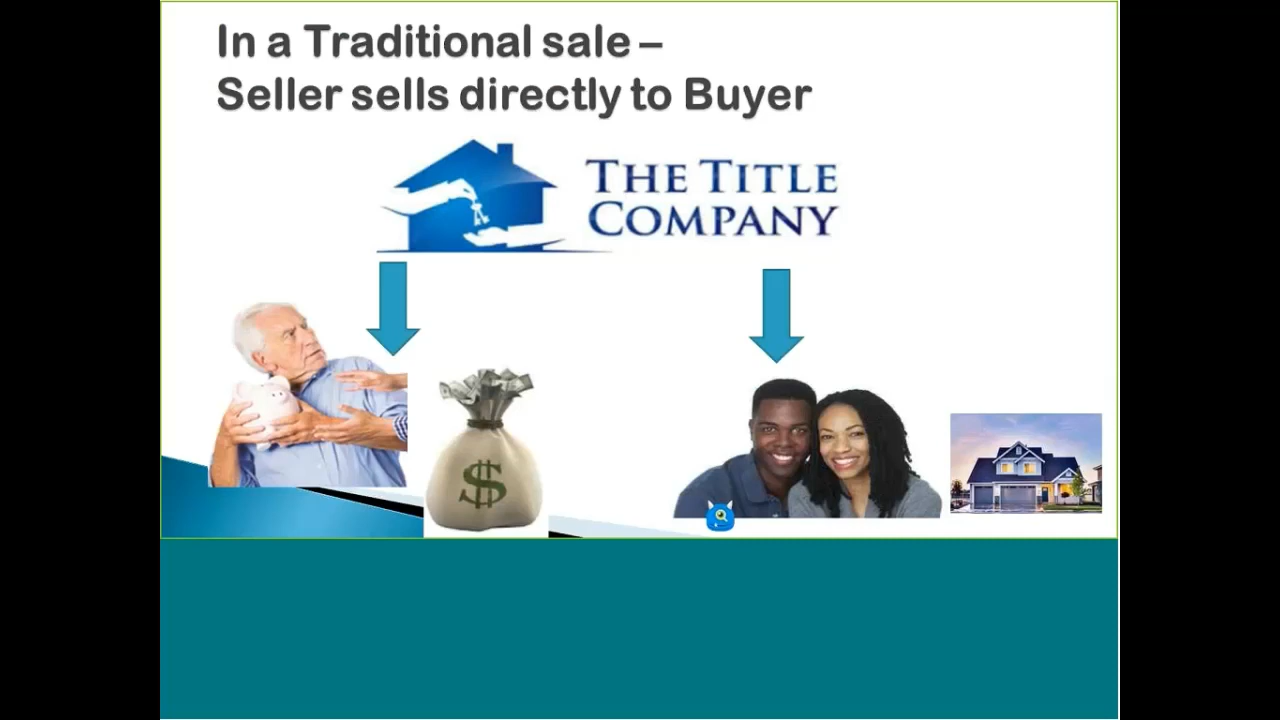 In a Traditional sale –
Seller sells directly to Buyer
THE TITLE
COMPANY
$